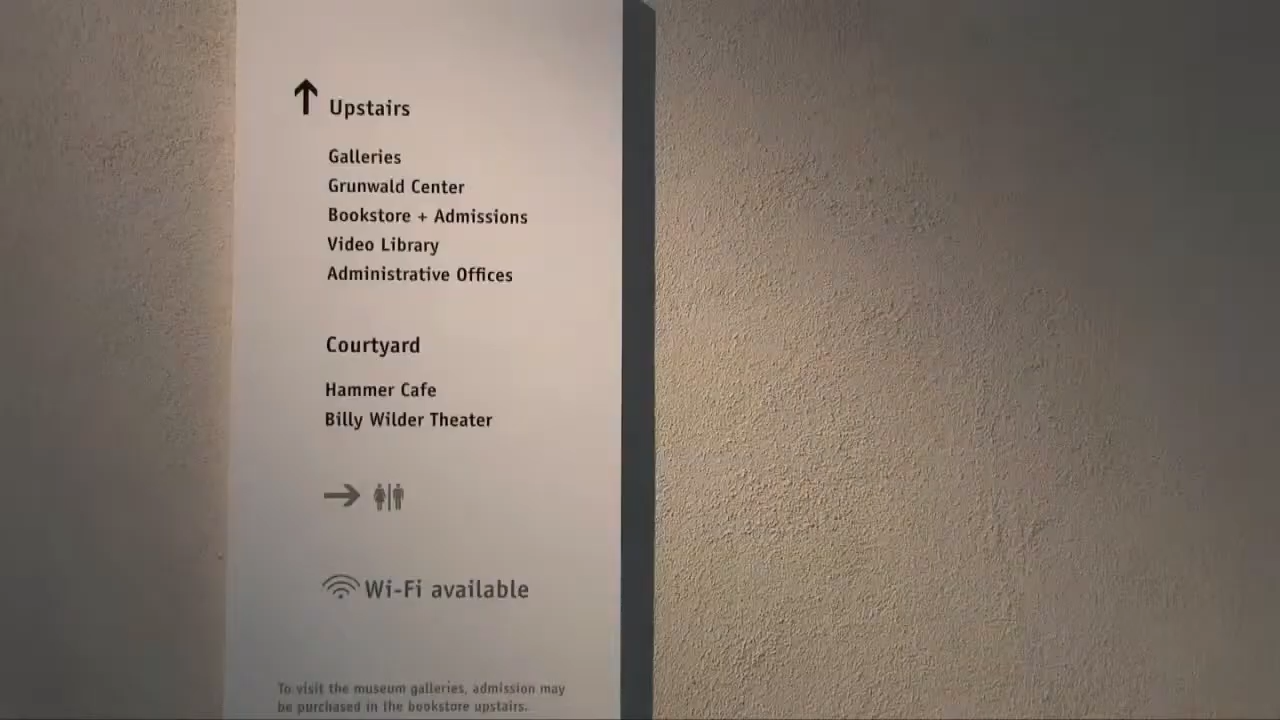 Upstairs
Galleries
Grunwald Center
Bookstore + Admissions
Video Library
Administrative Offices
Courtyard
Hammer Cafe
Billy Wilder Theater
Wi-Fi available
To visit the museum galleries, admission may
be purchased in the bookstore upstairs.